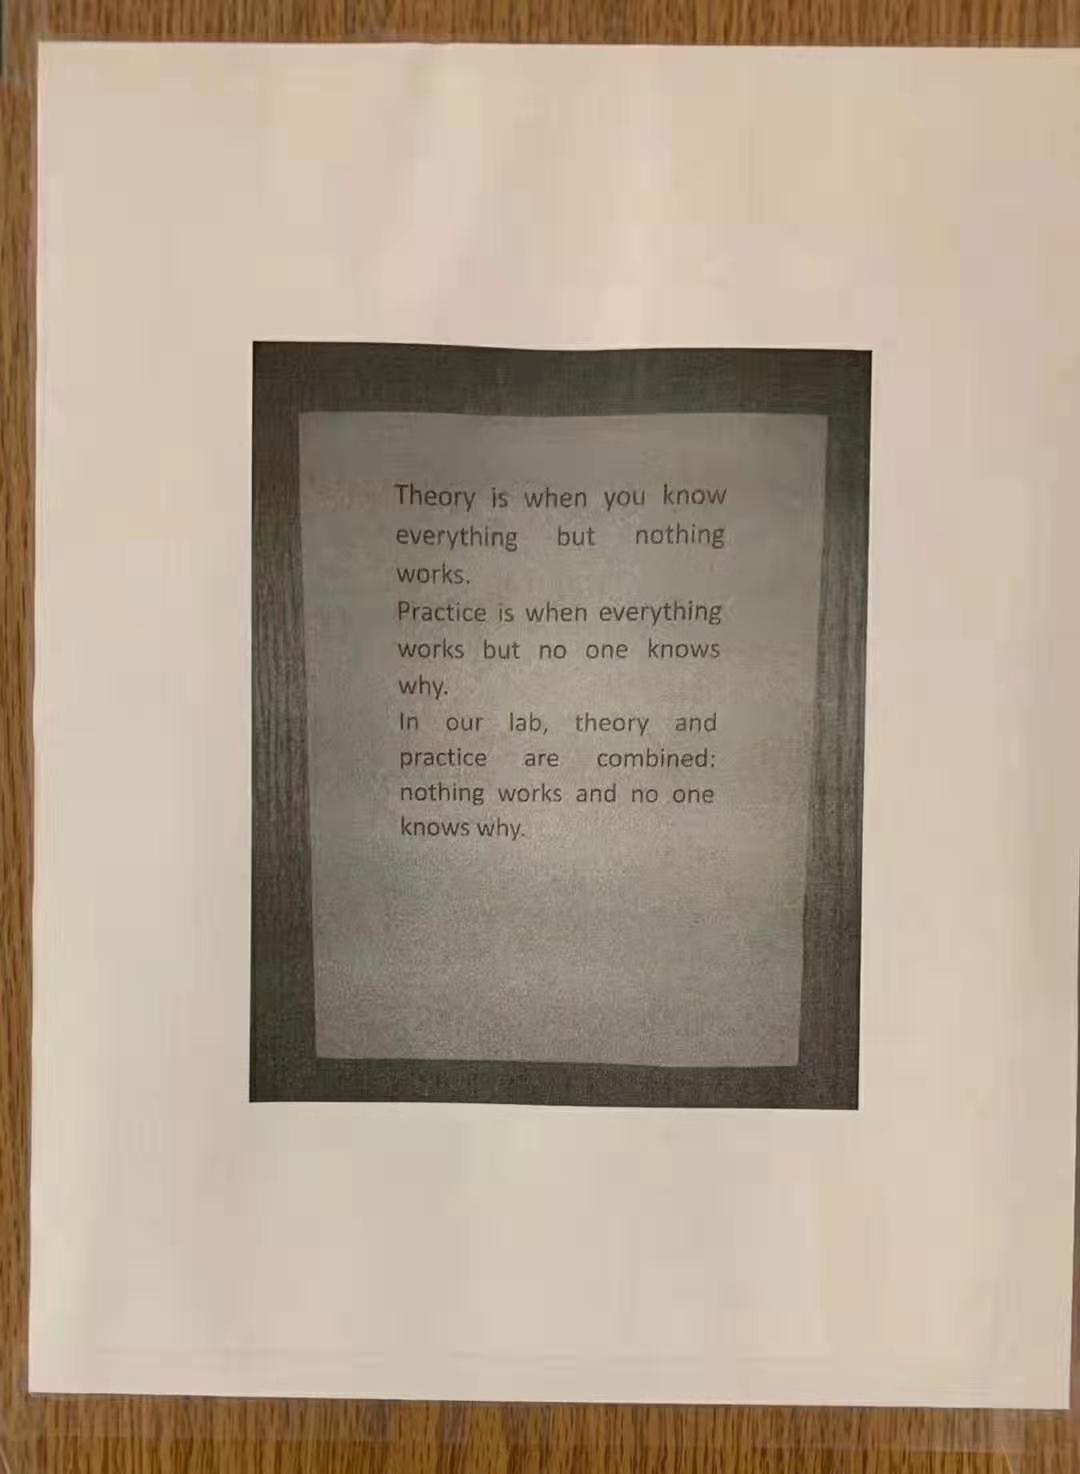 Theory is when you know
everything but nothing
works.
Practice is when everything
works but no one knows
why.
In our lab, theory and
practice are combined:
nothing works and no one
knows why.